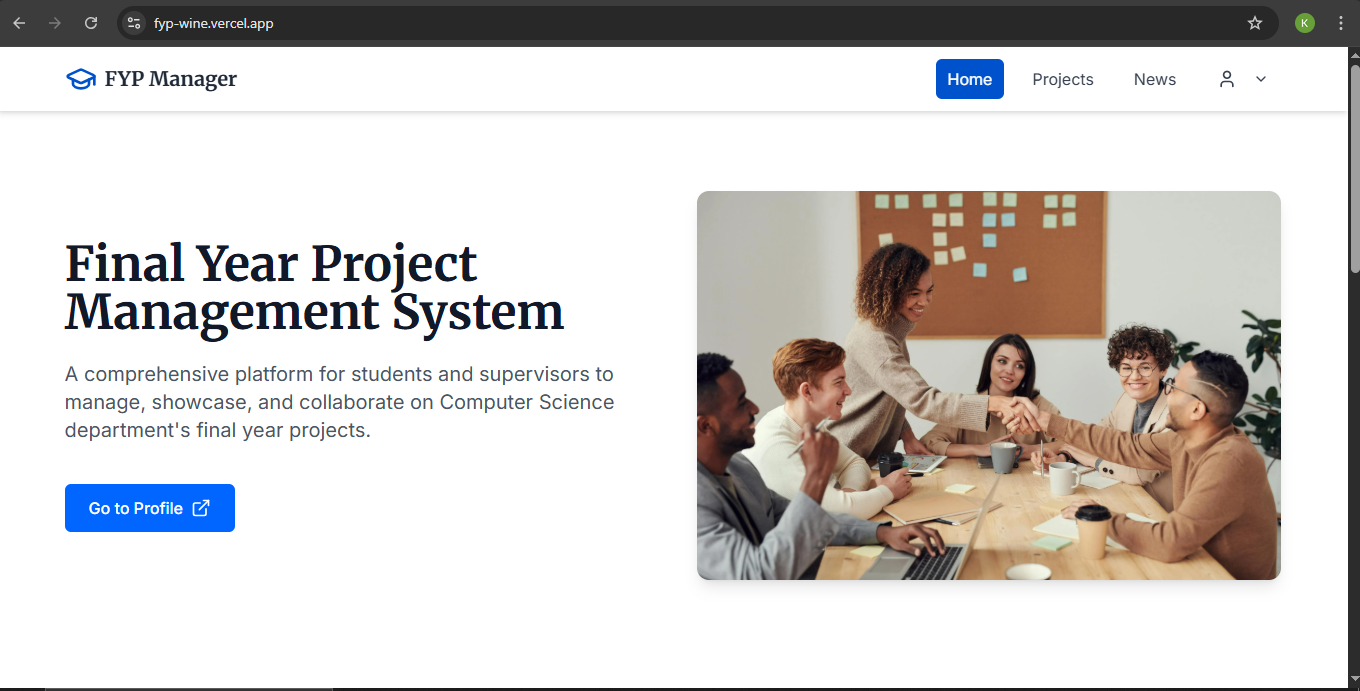 fyp-wine.vercel.app
K
FYP Manager
Home
Projects
News
Final Year Project
Management System
A comprehensive platform for students and supervisors to
manage, showcase, and collaborate on Computer Science
department's final year projects.
Go to Profile